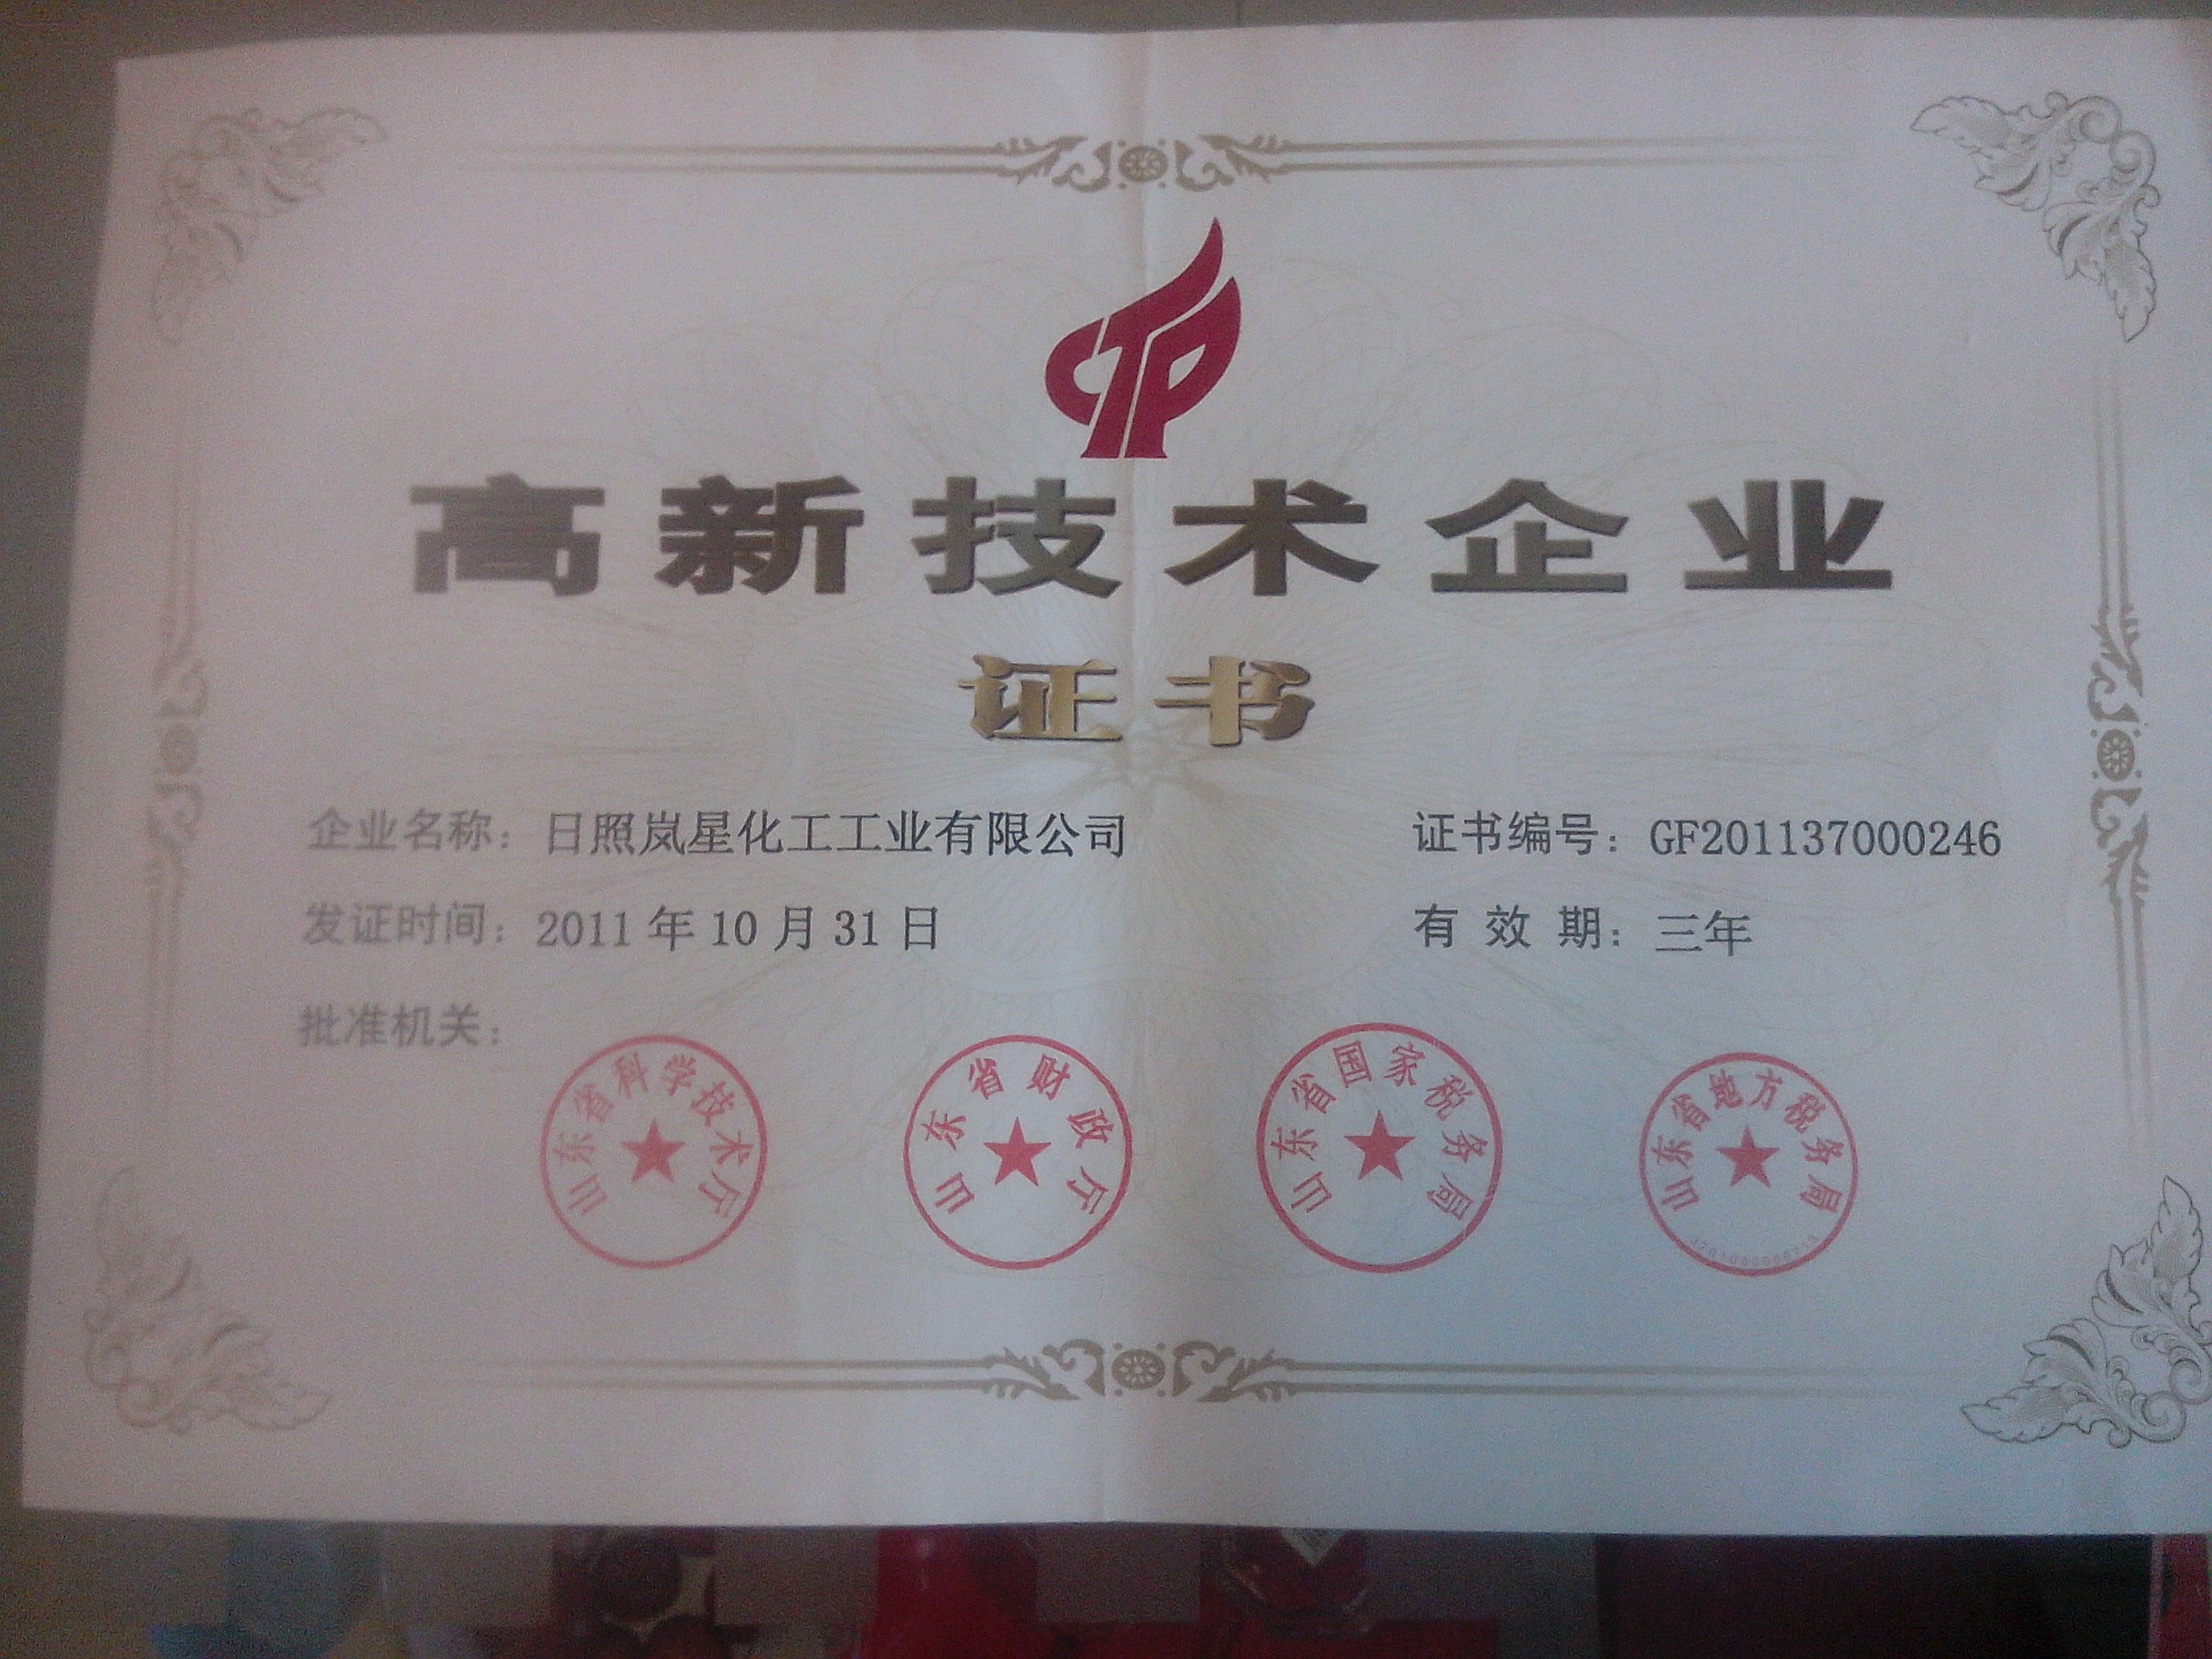 高新技术企业
证书
企业名称：日照岚星化工工业有限公司
证书编号：GF201137000246
发证时间：2011年10月31日
有 效 期：三年
批准机关：
山东省科学技术厅
山东省财政厅
山东省国家税务局
山东省地方税务局